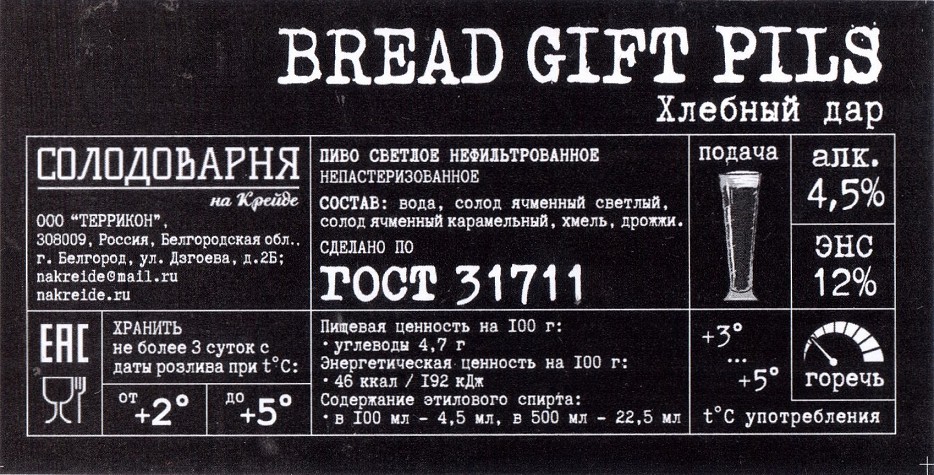 BREAD GIFT PILS
Хлебный дар
СОЛОДОВАРНЯ
на Крейде
ООО "ТЕРРИКОН",
308009, Россия, Белгородская обл.,
г. Белгород, ул. Дзгоева, д.2Б;
nakreide@mail.ru
nakreide.ru
ПИВО СВЕТЛОЕ НЕФИЛЬТРОВАННОЕ
НЕПАСТЕРИЗОВАННОЕ
СОСТАВ: вода, солод ячменный светлый,
солод ячменный карамельный, хмель, дрожжи.
СДЕЛАНО ПО
ГОСТ 31711
подача
алк.
4,5%
ЭНС
12%
ЕАС
ХРАНИТЬ
не более 3 суток с
даты розлива при t°C:
от
+2°
до
+5°
Пищевая ценность на 100 г:
· углеводы 4,7 г
Энергетическая ценность на 100 г:
· 46 ккал / 192 кДж
Содержание этилового спирта:
· в 100 мл - 4,5 мл, в 500 мл - 22,5 мл
+3°
...
+5°
горечь
t°C употребления